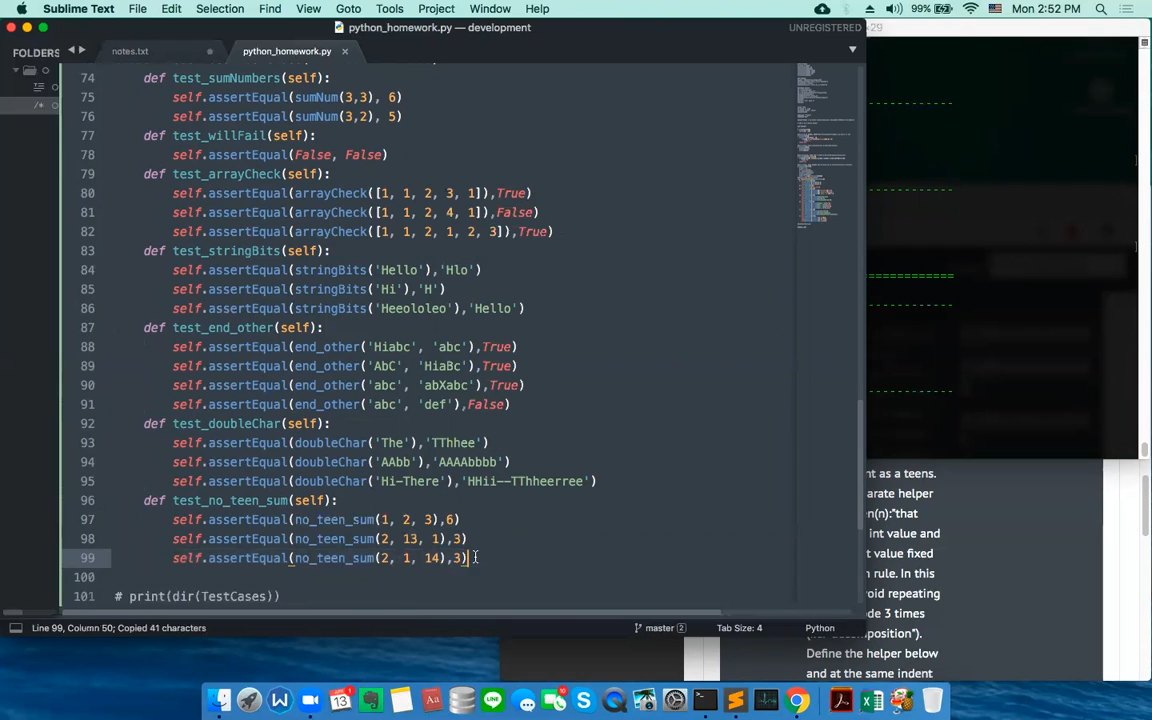 Sublime Text File Edit Selection Find View Goto Tools Project Window Help 99% Mon 2:52 PM
python_homework.py — development UNREGISTERED
FOLDERS notes.txt python_homework.py
74 def test_sumNumbers(self):
75 self.assertEqual(sumNum(3,3), 6)
76 self.assertEqual(sumNum(3,2), 5)
77 def test_willFail(self):
78 self.assertEqual(False, False)
79 def test_arrayCheck(self):
80 self.assertEqual(arrayCheck([1, 1, 2, 3, 1]),True)
81 self.assertEqual(arrayCheck([1, 1, 2, 4, 1]),False)
82 self.assertEqual(arrayCheck([1, 1, 2, 1, 2, 3]),True)
83 def test_stringBits(self):
84 self.assertEqual(stringBits('Hello'),'Hlo')
85 self.assertEqual(stringBits('Hi'),'H')
86 self.assertEqual(stringBits('Heeololeo'),'Hello')
87 def test_end_other(self):
88 self.assertEqual(end_other('Hiabc', 'abc'),True)
89 self.assertEqual(end_other('AbC', 'HiaBc'),True)
90 self.assertEqual(end_other('abc', 'abXabc'),True)
91 self.assertEqual(end_other('abc', 'def'),False)
92 def test_doubleChar(self):
93 self.assertEqual(doubleChar('The'),'TThhee')
94 self.assertEqual(doubleChar('AAbb'),'AAAAbbbb')
95 self.assertEqual(doubleChar('Hi-There'),'HHii--TThheerree')
96 def test_no_teen_sum(self):
97 self.assertEqual(no_teen_sum(1, 2, 3),6)
98 self.assertEqual(no_teen_sum(2, 13, 1),3)
99 self.assertEqual(no_teen_sum(2, 1, 14),3)
100
101 # print(dir(TestCases))
Line 99, Column 50; Copied 41 characters master 2 Tab Size: 4 Python
nt as a teens.
arate helper
en(n):"that
int value and
t value fixed
n rule. In this
oid repeating
de 3 times
Define the helper below
and at the same indent